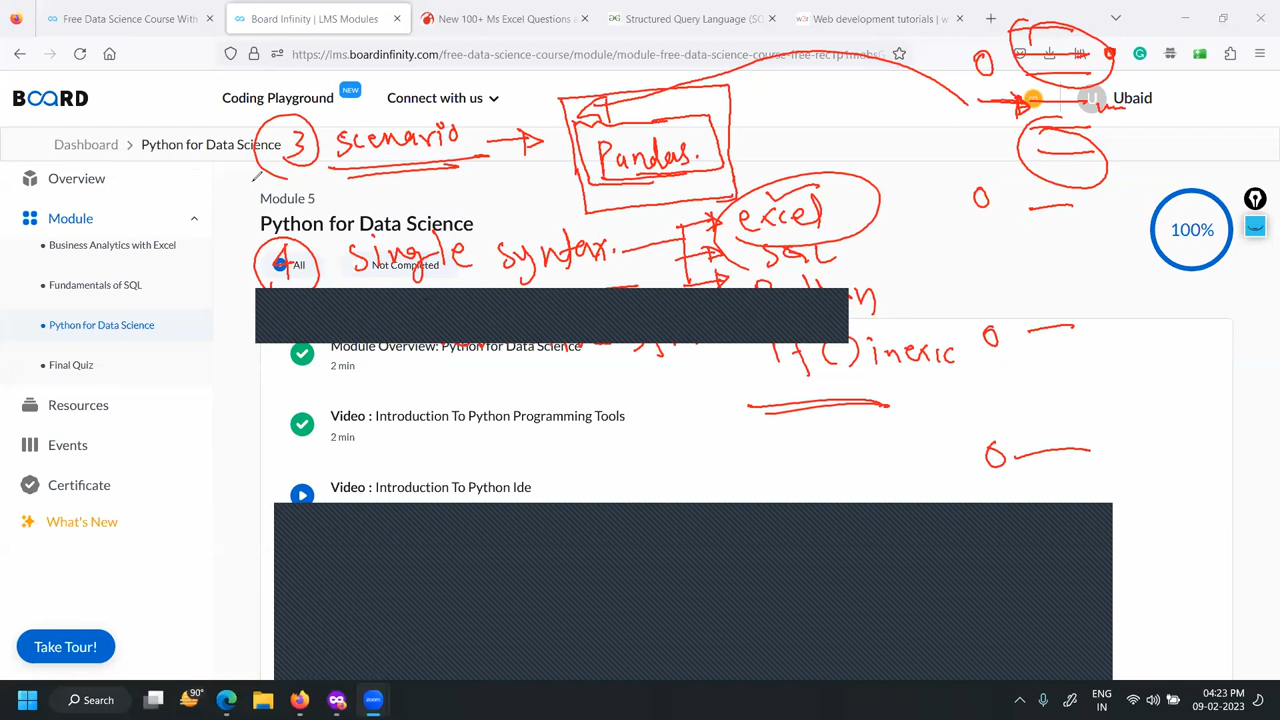 Free Data Science Course With
Board Infinity | LMS Modules
New 100+ Ms Excel Questions &
Structured Query Language (SQ
Web development tutorials | w
https://lms.boardinfinity.com/free-data-science-course/module/module-free-data-science-course-free-rec
BOARD
Coding Playground
NEW
Connect with us
Ubaid
Dashboard > Python for Data Science
3 scenario
Pandas.
Overview
Module
Business Analytics with Excel
Fundamentals of SQL
Python for Data Science
Final Quiz
Resources
Events
Certificate
What's New
Take Tour!
Module 5
Python for Data Science
100%
4 single syntax.
excel
SQL
All
Not Completed
Module Overview: Python for Data Science
2 min
if ( ) in
Video : Introduction To Python Programming Tools
2 min
Video : Introduction To Python Ide
Search
90°
zoom
ENG
IN
04:23 PM
09-02-2023